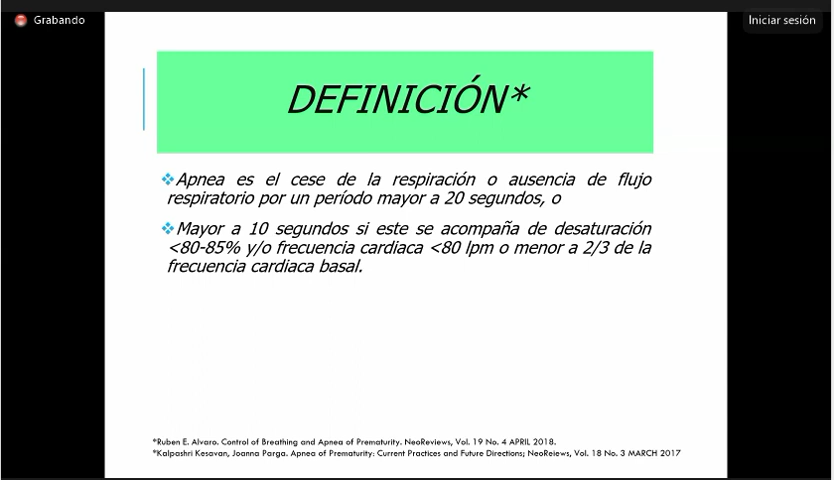 Grabando
Iniciar sesión
DEFINICIÓN*
Apnea es el cese de la respiración o ausencia de flujo
respiratorio por un período mayor a 20 segundos, o
Mayor a 10 segundos si este se acompaña de desaturación
<80-85% y/o frecuencia cardiaca <80 lpm o menor a 2/3 de la
frecuencia cardiaca basal.
*Ruben E. Alvaro. Control of Breathing and Apnea of Prematurity. NeoReviews, Vol. 19 No. 4 APRIL 2018.
*Kalpashri Kesavan, Joanna Parga. Apnea of Prematurity: Current Practices and Future Directions; NeoReiews, Vol. 18 No. 3 MARCH 2017